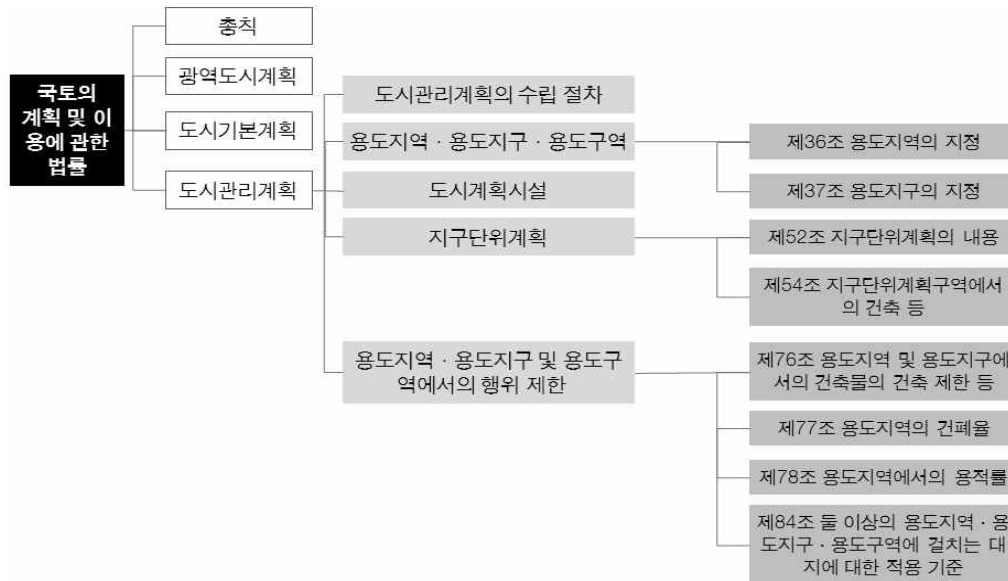 국토의
계획 및 이
용에 관한
법률
총칙
광역도시계획
도시기본계획
도시관리계획
도시관리계획의 수립 절차
용도지역 · 용도지구 · 용도구역
도시계획시설
지구단위계획
용도지역 · 용도지구 및 용도구
역에서의 행위 제한
제36조 용도지역의 지정
제37조 용도지구의 지정
제52조 지구단위계획의 내용
제54조 지구단위계획구역에서
의 건축 등
제76조 용도지역 및 용도지구에
서의 건축물의 건축 제한 등
제77조 용도지역의 건폐율
제78조 용도지역에서의 용적률
제84조 둘 이상의 용도지역 · 용
도지구 · 용도구역에 걸치는 대
지에 대한 적용 기준